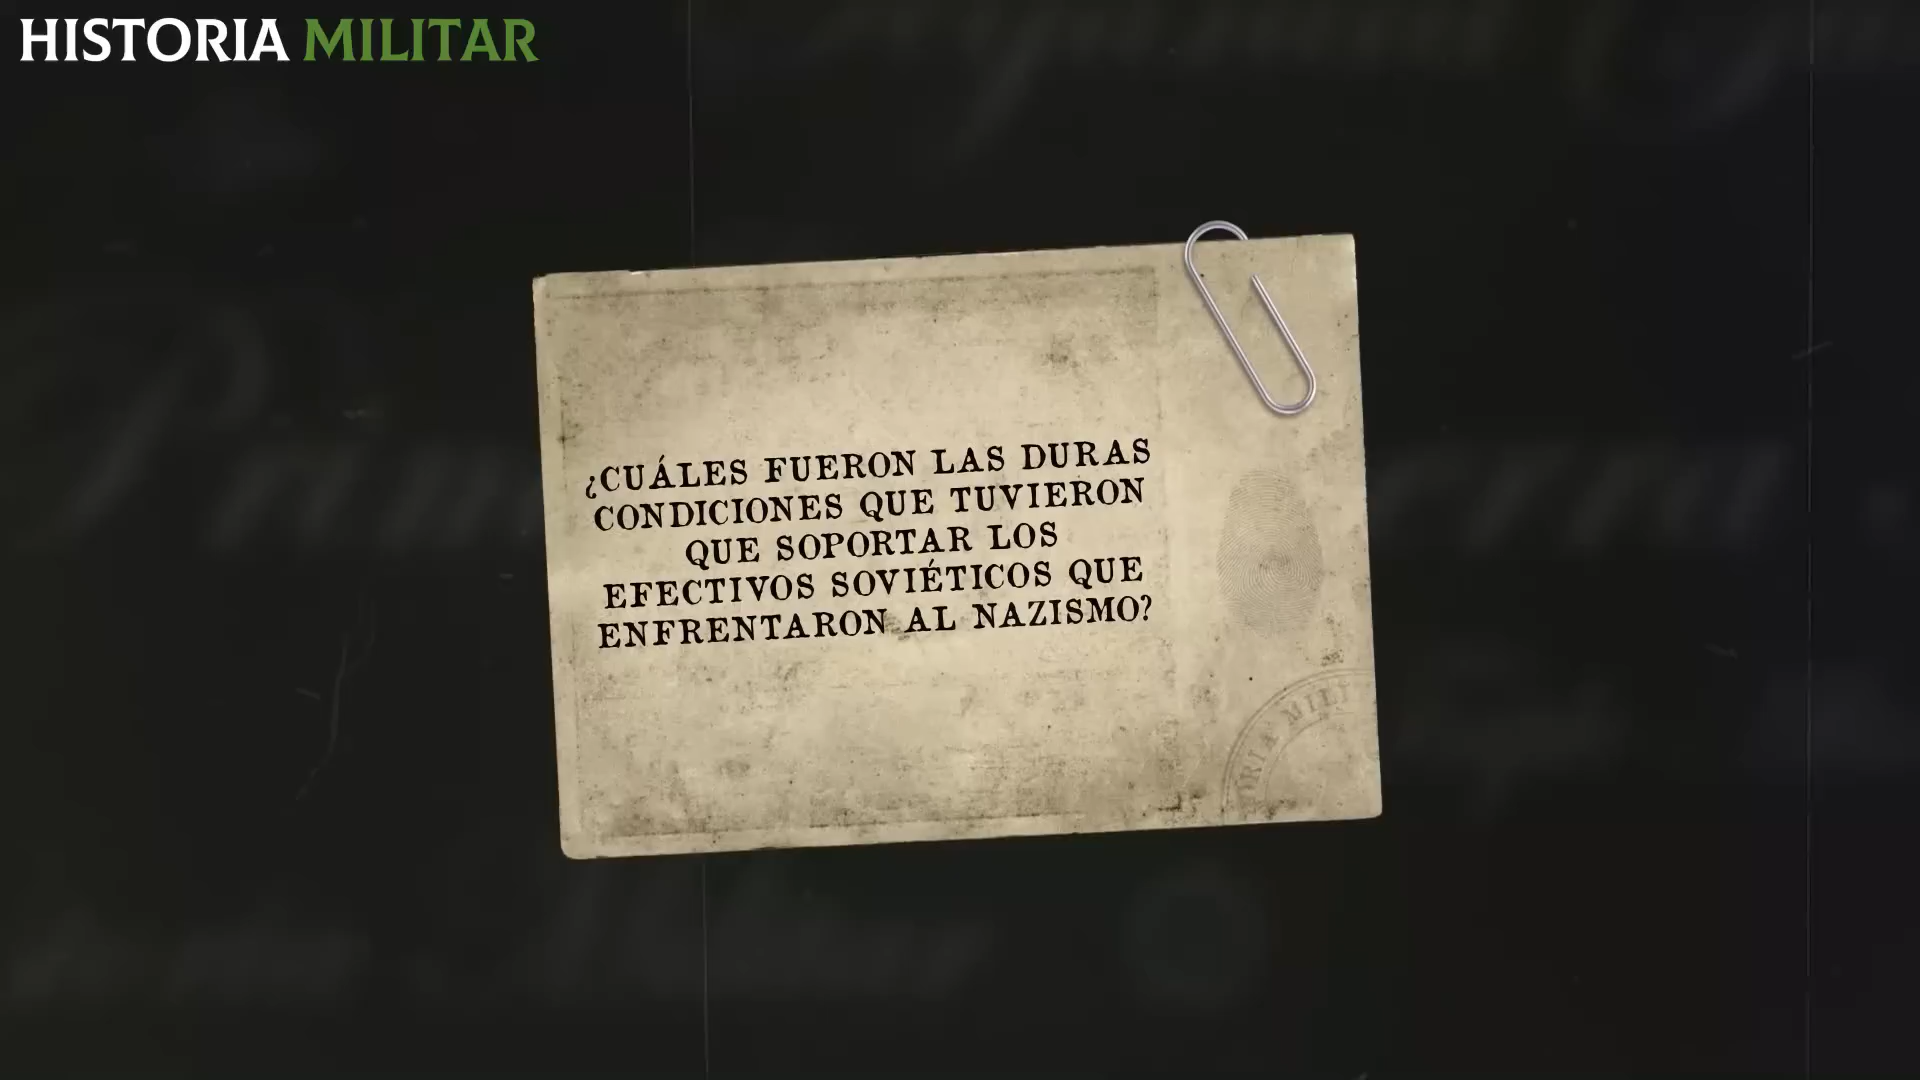 HISTORIA MILITAR
¿CUÁLES FUERON LAS DURAS
CONDICIONES QUE TUVIERON
QUE SOPORTAR LOS
EFECTIVOS SOVIÉTICOS QUE
ENFRENTARON AL NAZISMO?